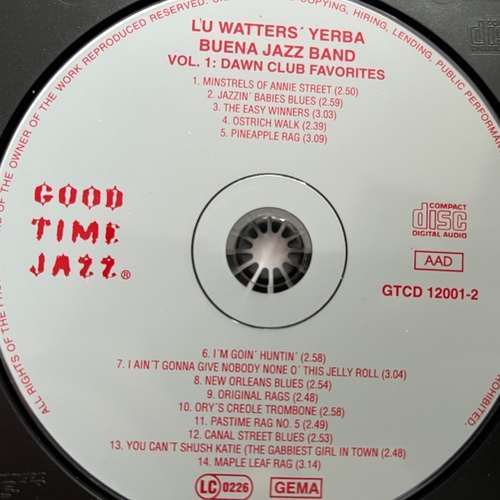 ALL RIGHTS OF THE
OF THE OWNER OF THE WORK REPRODUCED RESERVED.
COPYING, HIRING, LENDING, PUBLIC PERFORMANCE
PROHIBITED.
LU WATTERS´ YERBA
BUENA JAZZ BAND
VOL. 1: DAWN CLUB FAVORITES
1. MINSTRELS OF ANNIE STREET (2.50)
2. JAZZIN´ BABIES BLUES (2.59)
3. THE EASY WINNERS (3.03)
4. OSTRICH WALK (2.39)
5. PINEAPPLE RAG (3.09)
GOOD
TIME
JAZZ®
COMPACT
disc
DIGITAL AUDIO
AAD
GTCD 12001-2
6. I´M GOIN´ HUNTIN´ (2.58)
7. I AIN´T GONNA GIVE NOBODY NONE O´ THIS JELLY ROLL (3.04)
8. NEW ORLEANS BLUES (2.54)
9. ORIGINAL RAGS (2.48)
10. ORY´S CREOLE TROMBONE (2.58)
11. PASTIME RAG NO. 5 (2.49)
12. CANAL STREET BLUES (2.53)
13. YOU CAN´T SHUSH KATIE (THE GABBIEST GIRL IN TOWN (2.48)
14. MAPLE LEAF RAG (3.14)
LC 0226
GEMA